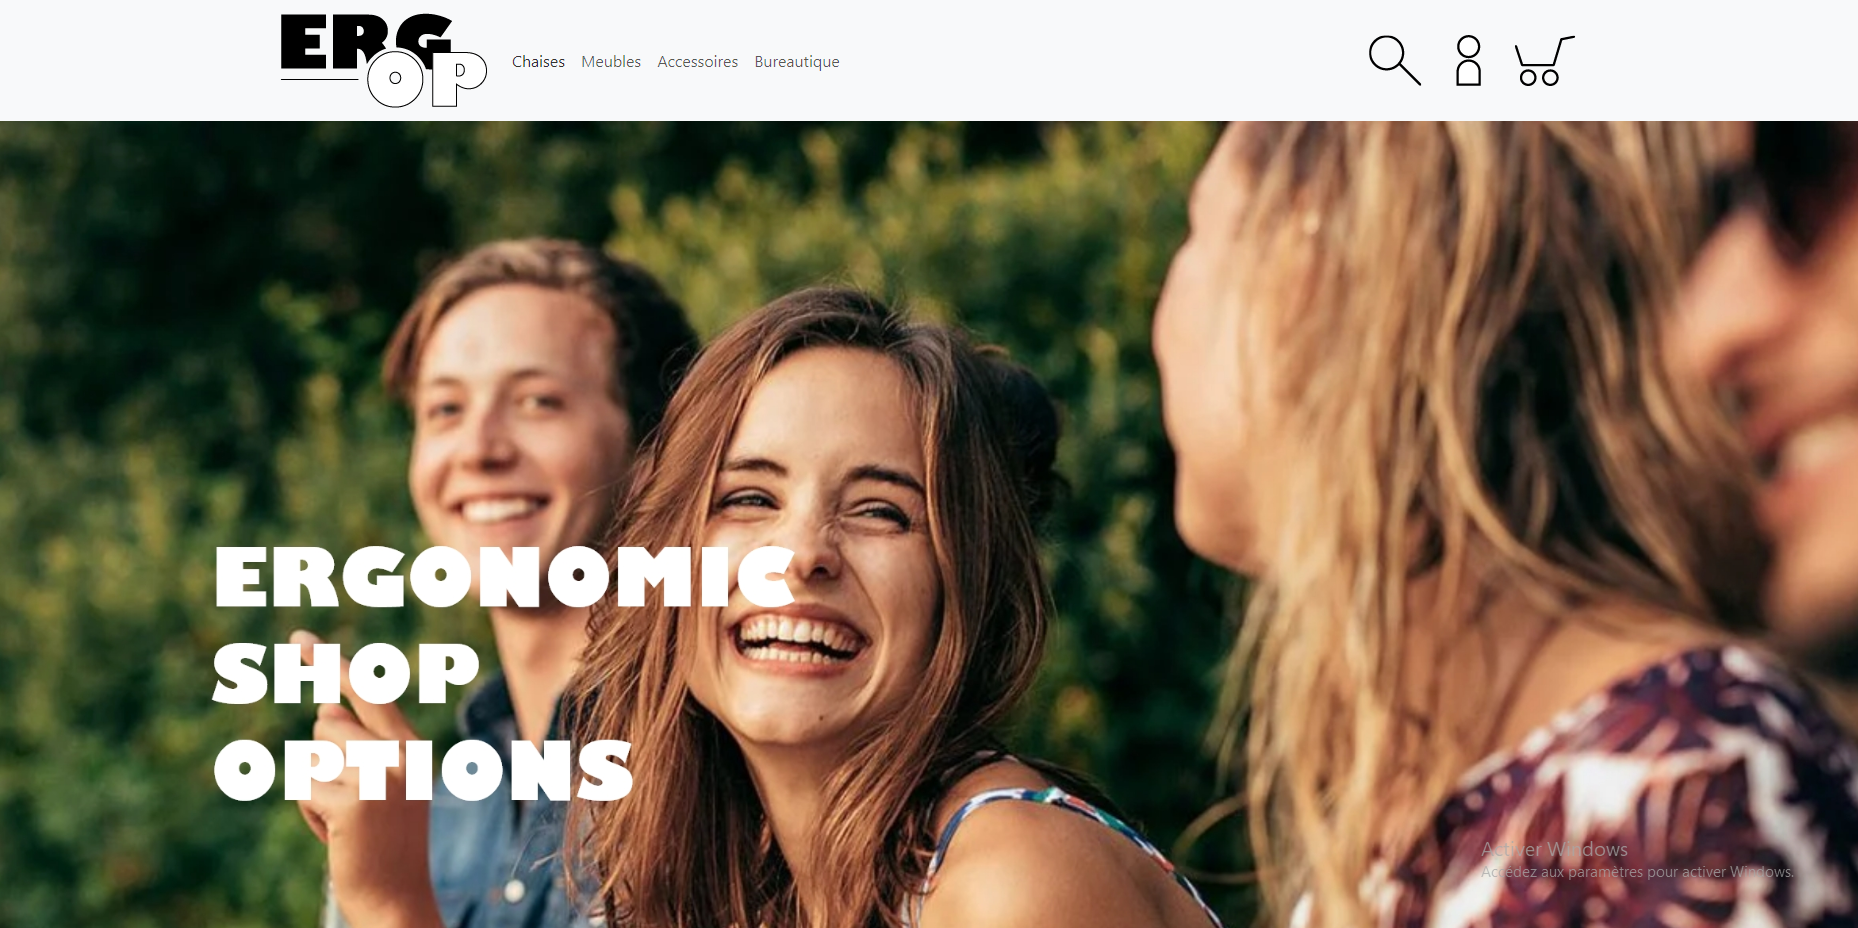 ERG
OP
Chaises Meubles Accessoires Bureautique
ERGONOMIC
SHOP
OPTIONS
Activer Windows
Accédez aux paramètres pour activer Windows.